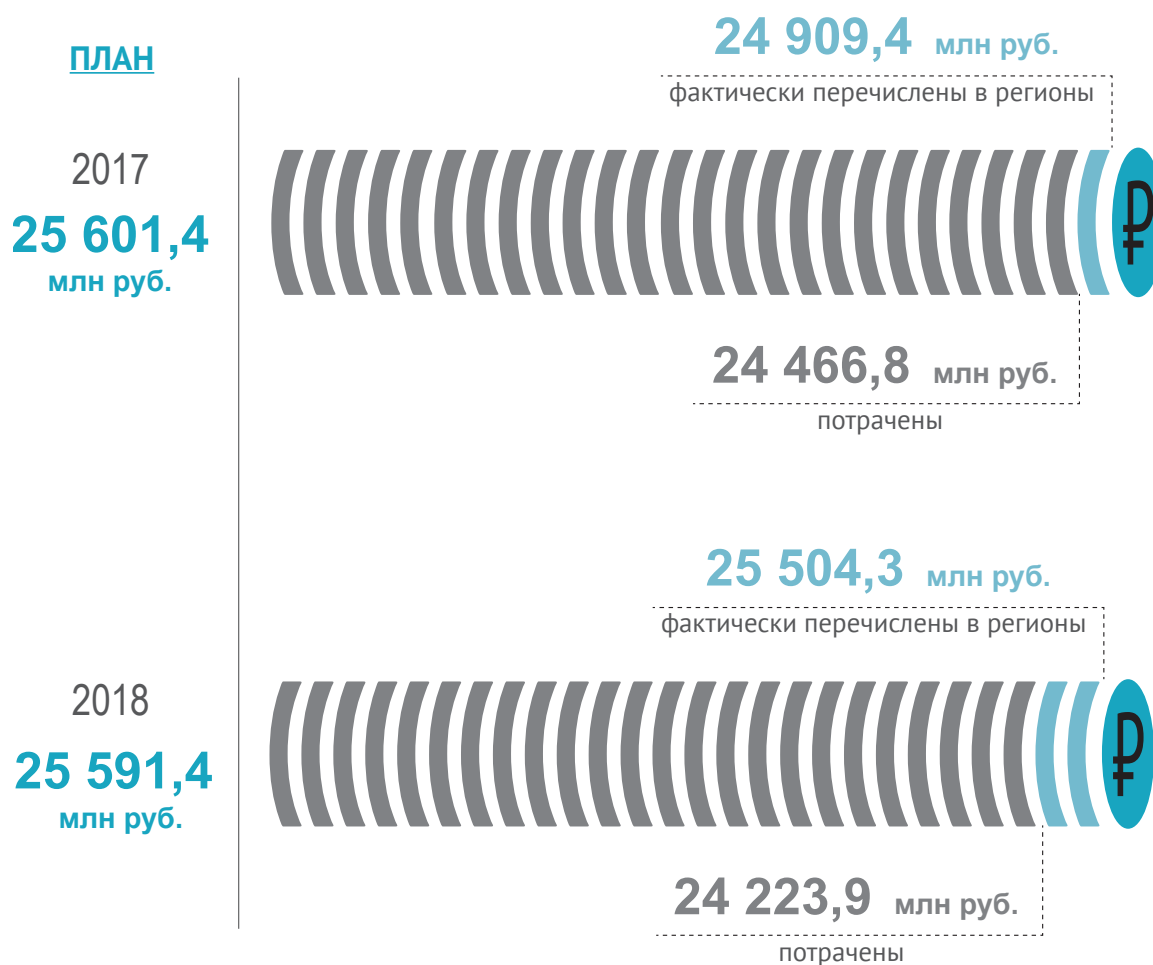 ПЛАН
24 909,4 млн руб.
фактически перечислены в регионы
2017
25 601,4
млн руб.
₽
24 466,8 млн руб.
потрачены
25 504,3 млн руб.
фактически перечислены в регионы
2018
25 591,4
млн руб.
₽
24 223,9 млн руб.
потрачены